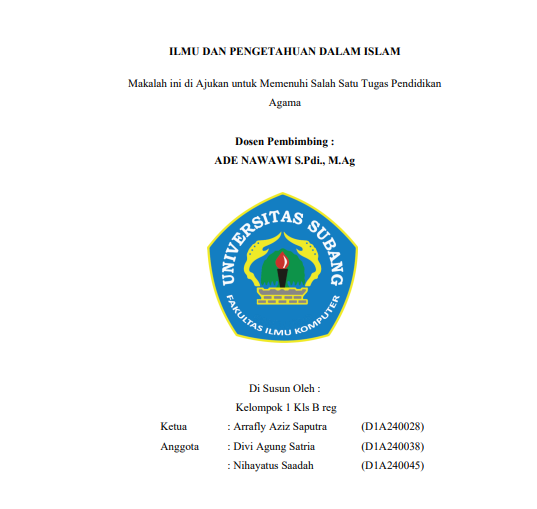 ILMU DAN PENGETAHUAN DALAM ISLAM
Makalah ini di Ajukan untuk Memenuhi Salah Satu Tugas Pendidikan
Agama
Dosen Pembimbing :
ADE NAWAWI S.Pdi., M.Ag
UNIVERSITAS SUBANG
FAKULTAS ILMU KOMPUTER
Di Susun Oleh :
Kelompok 1 Kls B reg
Ketua : Arrafly Aziz Saputra (D1A240028)
Anggota : Divi Agung Satria (D1A240038)
: Nihayatus Saadah (D1A240045)